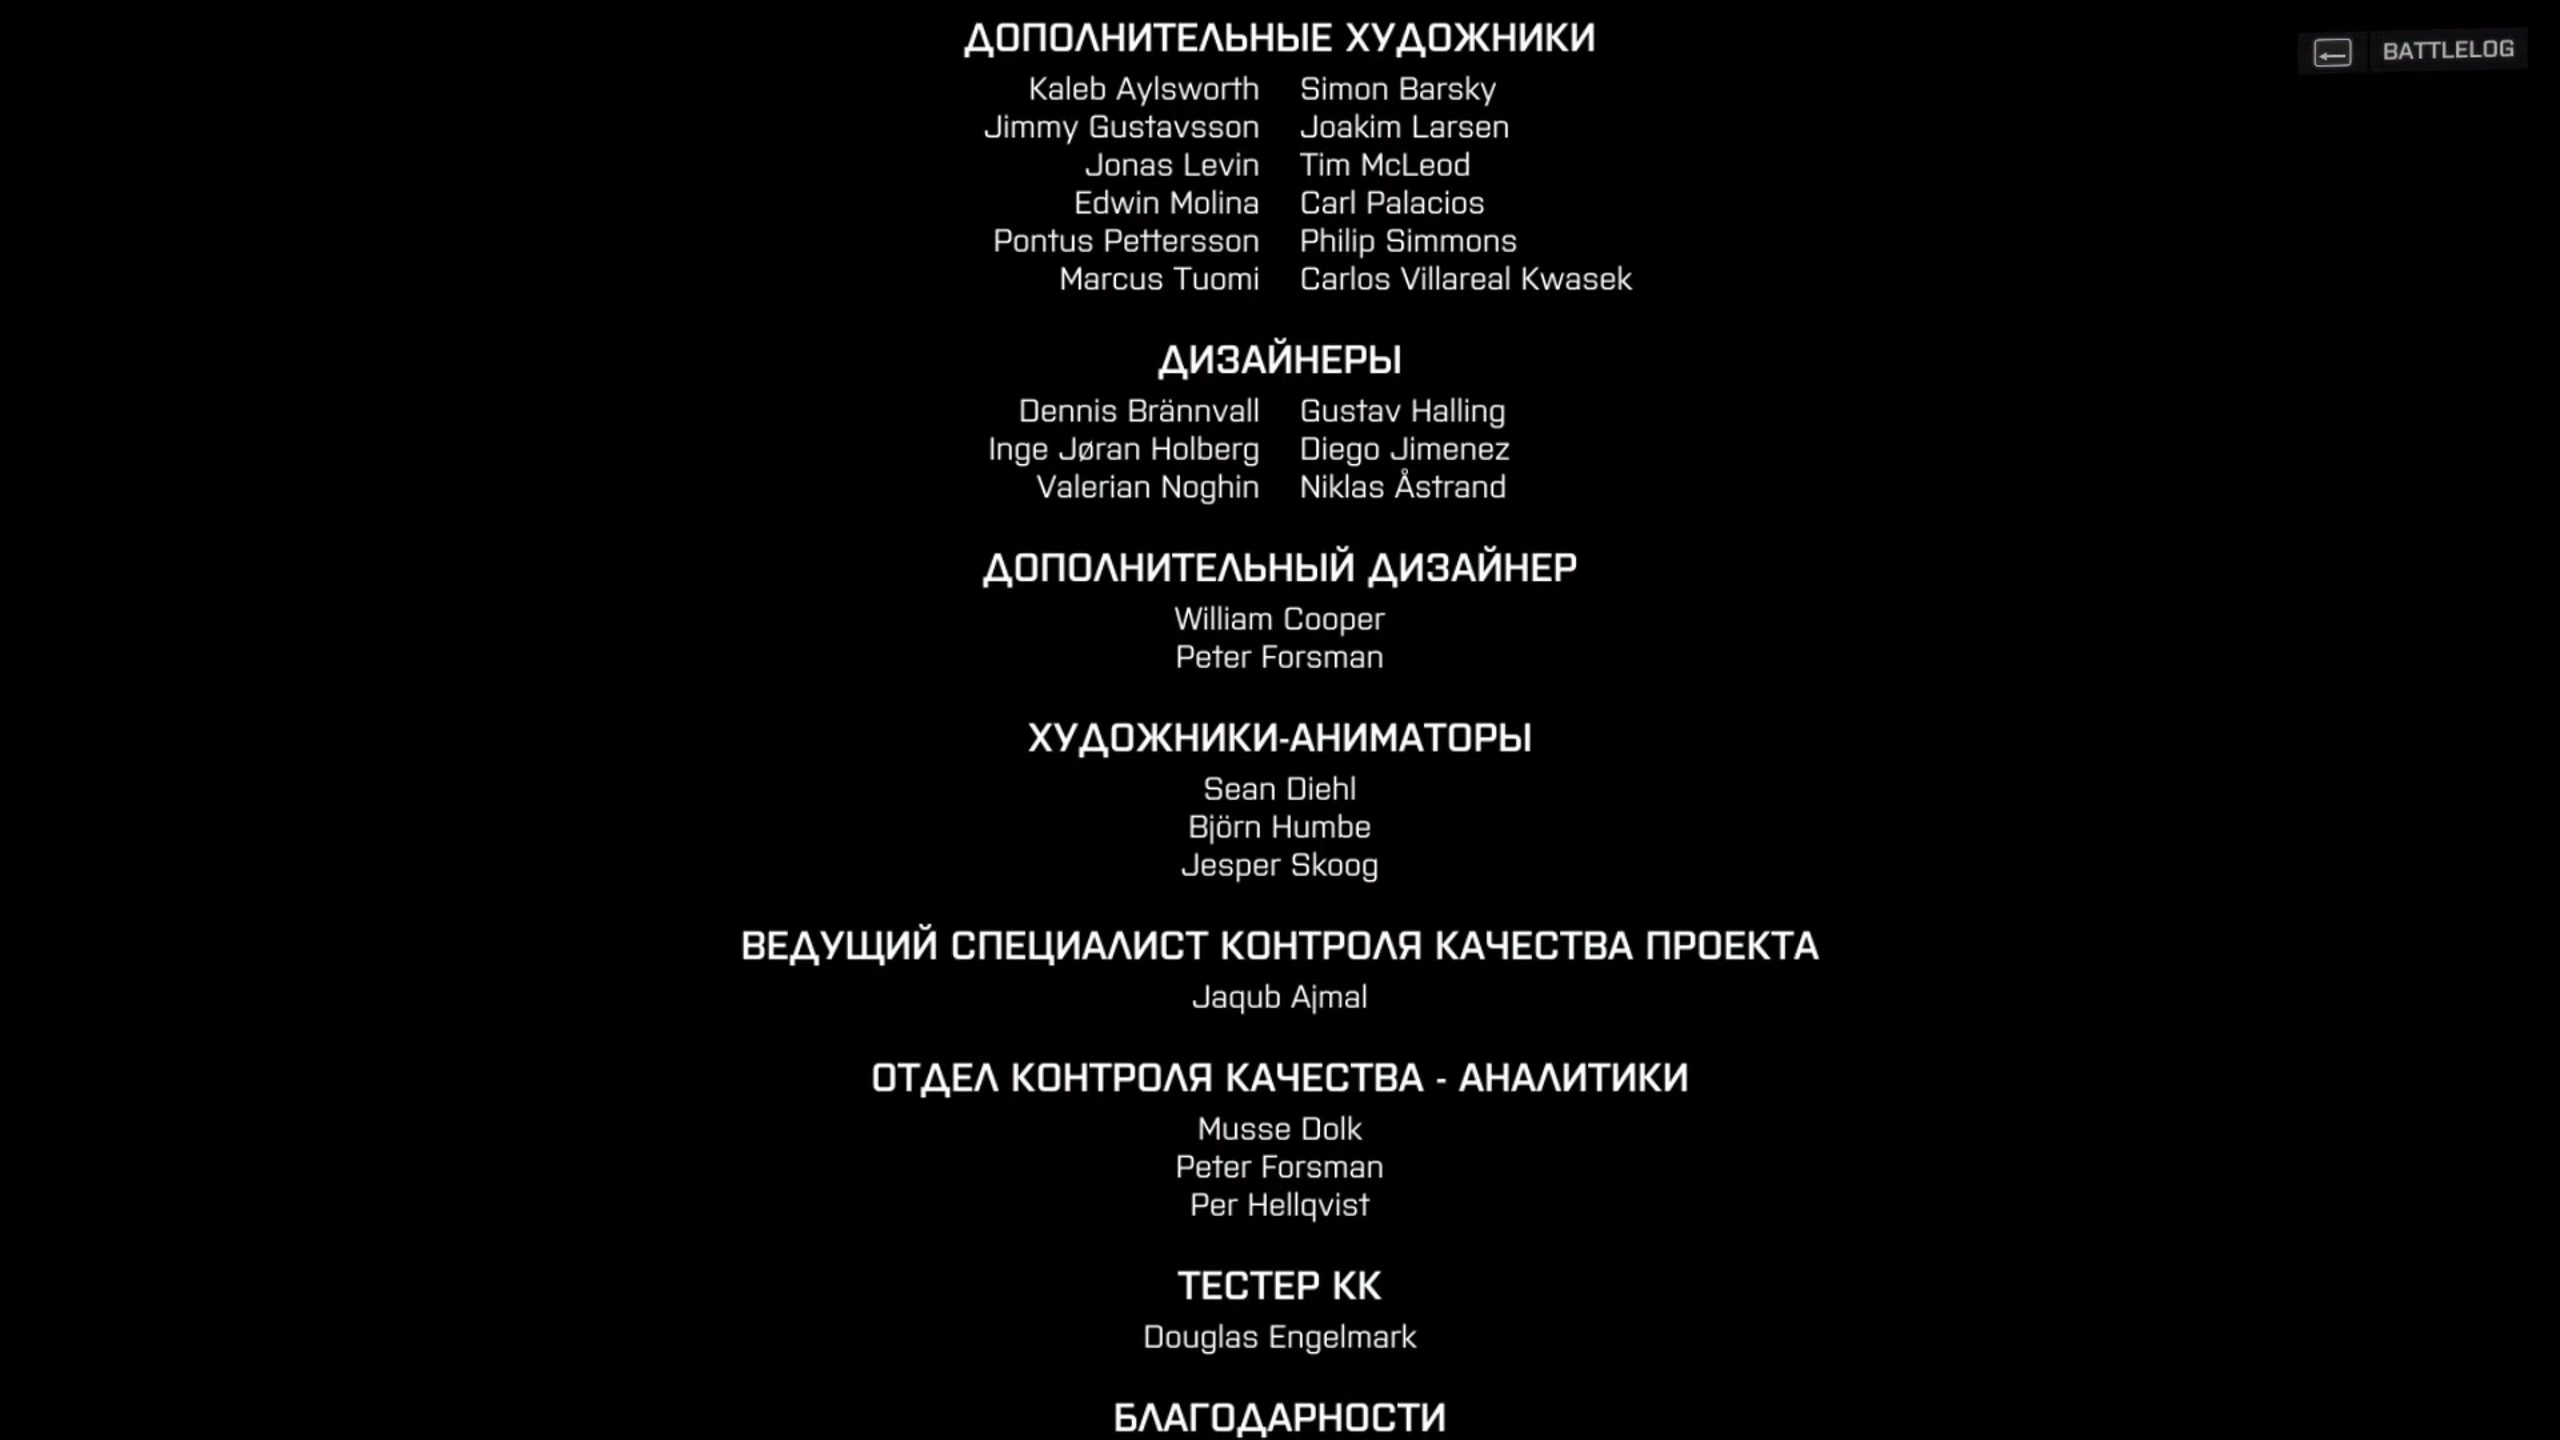 ДОПОЛНИТЕЛЬНЫЕ ХУДОЖНИКИ
BATTLELOG
Kaleb Aylsworth Simon Barsky
Jimmy Gustavsson Joakim Larsen
Jonas Levin Tim McLeod
Edwin Molina Carl Palacios
Pontus Pettersson Philip Simmons
Marcus Tuomi Carlos Villareal Kwasek
ДИЗАЙНЕРЫ
Dennis Brännvall Gustav Halling
Inge Jøran Holberg Diego Jimenez
Valerian Noghin Niklas Åstrand
ДОПОЛНИТЕЛЬНЫЙ ДИЗАЙНЕР
William Cooper
Peter Forsman
ХУДОЖНИКИ-АНИМАТОРЫ
Sean Diehl
Björn Humbe
Jesper Skoog
ВЕДУЩИЙ СПЕЦИАЛИСТ КОНТРОЛЯ КАЧЕСТВА ПРОЕКТА
Jaqub Ajmal
ОТДЕЛ КОНТРОЛЯ КАЧЕСТВА - АНАЛИТИКИ
Musse Dolk
Peter Forsman
Per Hellqvist
ТЕСТЕР КК
Douglas Engelmark
БЛАГОДАРНОСТИ